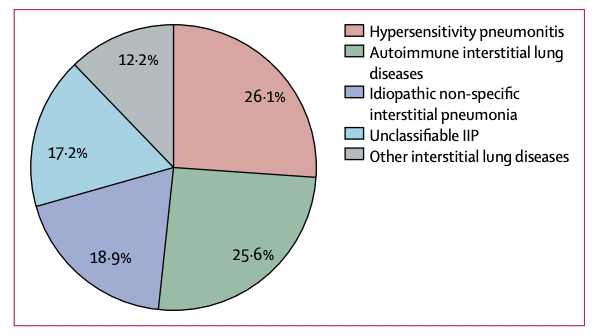 Hypersensitivity pneumonitis
Autoimmune interstitial lung
diseases
Idiopathic non-specific
interstitial pneumonia
Unclassifiable IIP
Other interstitial lung diseases
12·2%
26·1%
17·2%
18·9%
25·6%